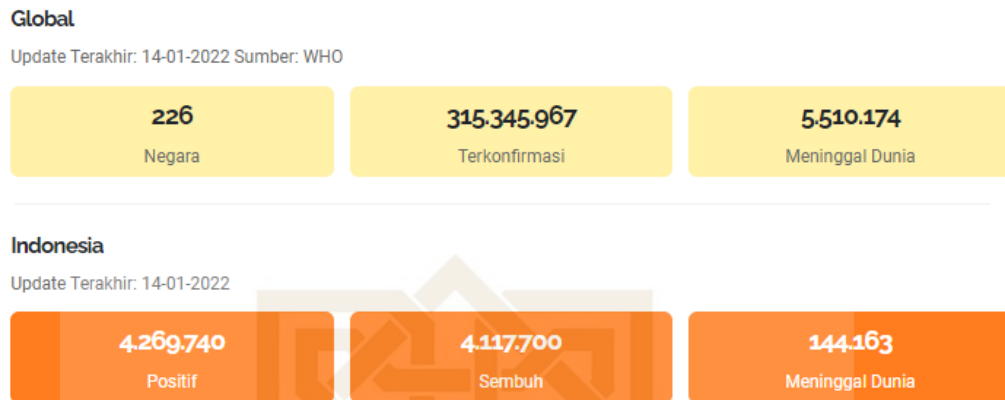 Global
Update Terakhir: 14-01-2022 Sumber: WHO
226 315.345.967 5.510.174
Negara Terkonfirmasi Meninggal Dunia
Indonesia
Update Terakhir: 14-01-2022
4.269.740 4.117.700 144.163
Positif Sembuh Meninggal Dunia